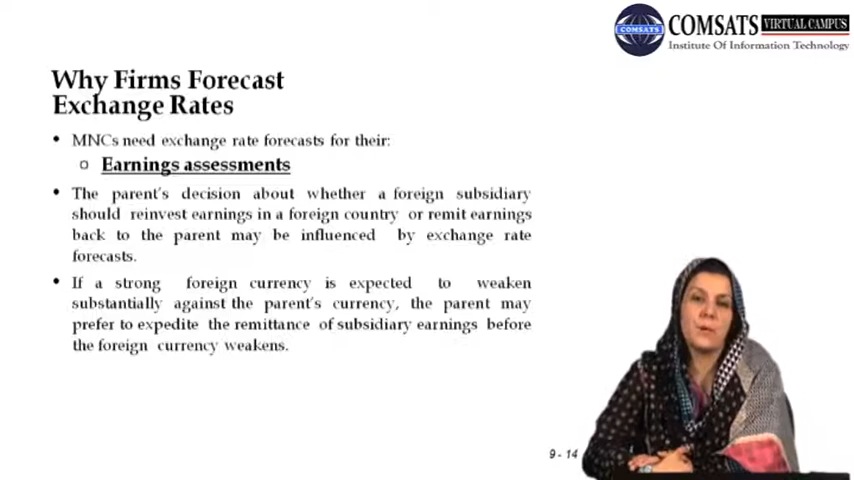 COMSATS VIRTUAL CAMPUS
COMSATS
Institute Of Information Technology
Why Firms Forecast
Exchange Rates
• MNCs need exchange rate forecasts for their:
o Earnings assessments
• The parent's decision about whether a foreign subsidiary
should reinvest earnings in a foreign country or remit earnings
back to the parent may be influenced by exchange rate
forecasts.
• If a strong foreign currency is expected to weaken
substantially against the parent's currency, the parent may
prefer to expedite the remittance of subsidiary earnings before
the foreign currency weakens.
9 - 14